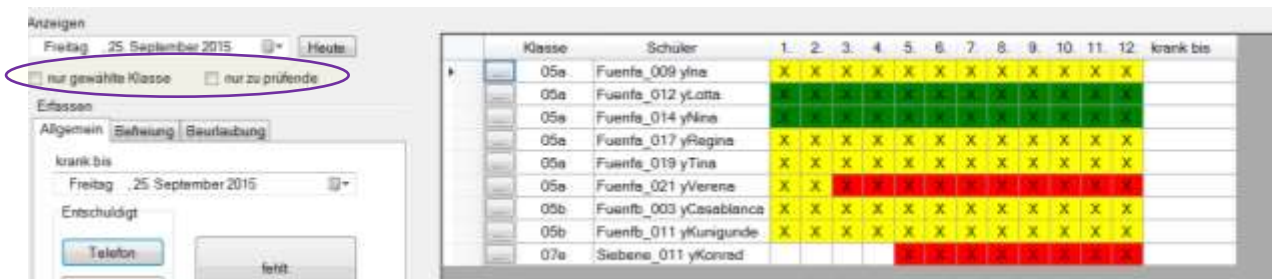 Anzeigen
Freitag , 25. September 2015 Heute
nur gewählte Klasse nur zu prüfende
Erfassen
Allgemein Befreiung Beurlaubung
krank bis
Freitag , 25. September 2015
Entschuldigt
Telefon
fehlt
Klasse Schüler 1. 2. 3. 4. 5. 6. 7. 8. 9. 10. 11. 12. krank bis
... 05a Fuenfa_009 yIna X X X X X X X X X X X X
... 05a Fuenfa_012 yLotta X X X X X X X X X X X X
... 05a Fuenfa_014 yNina X X X X X X X X X X X X
... 05a Fuenfa_017 yRegina X X X X X X X X X X X X
... 05a Fuenfa_019 yTina X X X X X X X X X X X X
... 05a Fuenfa_021 yVerena X X X X X X X X X X X X
... 05b Fuenfb_003 yCasablanca X X X X X X X X X X X X
... 05b Fuenfb_011 yKunigunde X X X X X X X X X X X X
... 07a Siebena_011 yKonrad X X X X X X X X